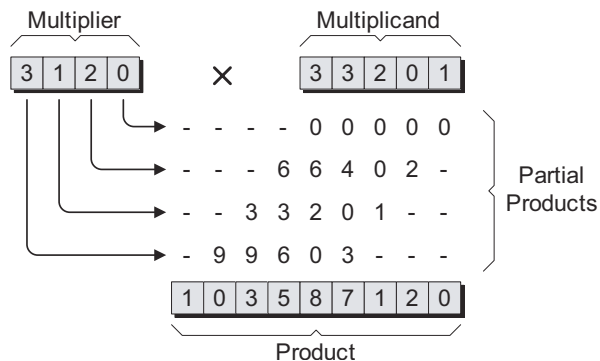 Multiplier Multiplicand
3 1 2 0 × 3 3 2 0 1
- - - - 0 0 0 0 0
- - - 6 6 4 0 2 -
- - 3 3 2 0 1 - -
- 9 9 6 0 3 - - -
Partial
Products
1 0 3 5 8 7 1 2 0
Product